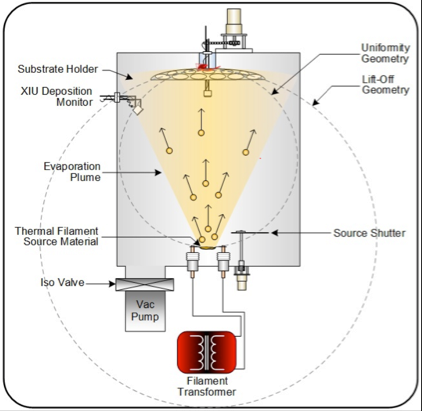 Substrate Holder
XIU Deposition
Monitor
Evaporation
Plume
Thermal Filament
Source Material
Iso Valve
Vac
Pump
Filament
Transformer
Uniformity
Geometry
Lift-Off
Geometry
Source Shutter